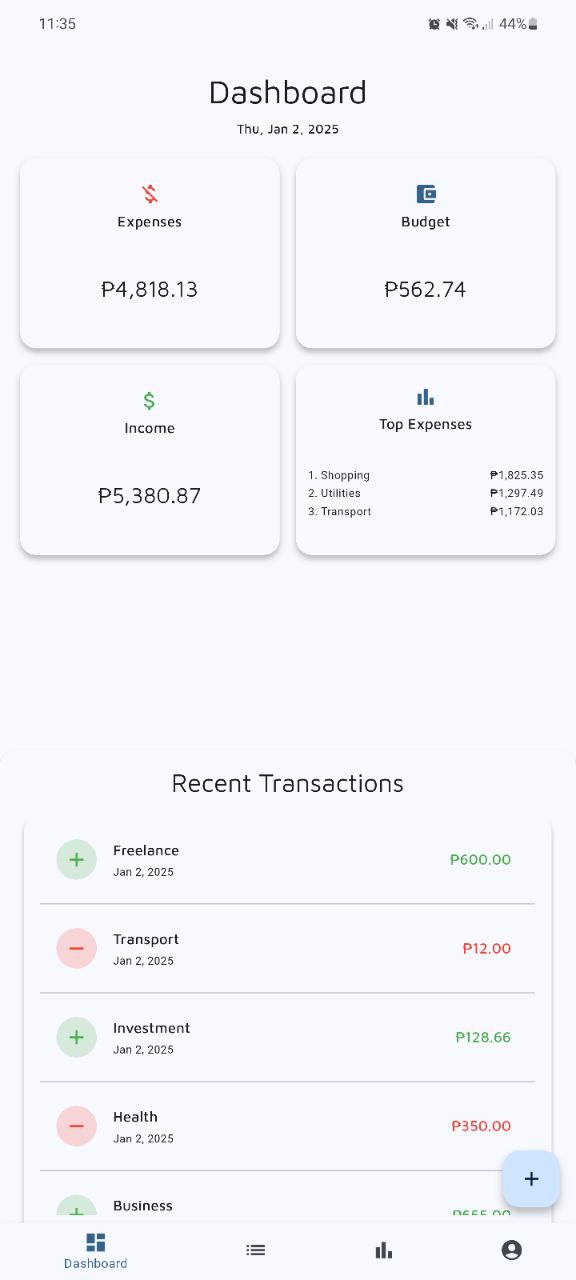 11:35
44%
Dashboard
Thu, Jan 2, 2025
Expenses
₱4,818.13
Budget
₱562.74
Income
₱5,380.87
Top Expenses
1. Shopping ₱1,825.35
2. Utilities ₱1,297.49
3. Transport ₱1,172.03
Recent Transactions
Freelance
Jan 2, 2025
₱600.00
Transport
Jan 2, 2025
₱12.00
Investment
Jan 2, 2025
₱128.66
Health
Jan 2, 2025
₱350.00
Business
Dashboard